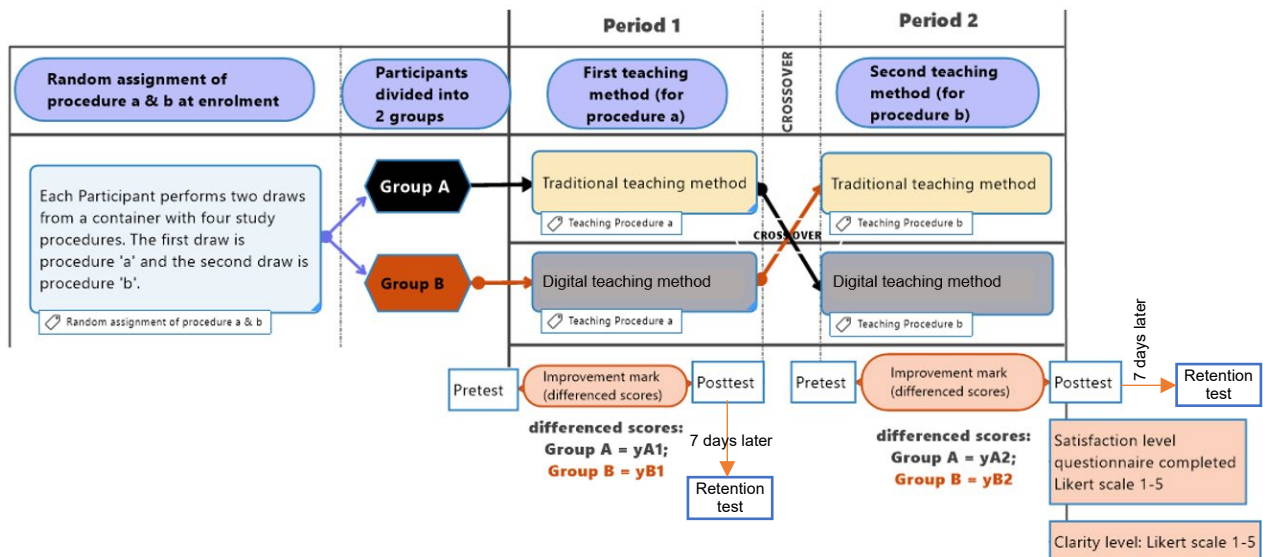 Period 1
Period 2
Random assignment of
procedure a & b at enrolment
Participants
divided into
2 groups
First teaching
method (for
procedure a)
CROSSOVER
Second teaching
method (for
procedure b)
Each Participant performs two draws
from a container with four study
procedures. The first draw is
procedure 'a' and the second draw is
procedure 'b'.
Random assignment of procedure a & b
Group A
Group B
Traditional teaching method
Teaching Procedure a
Digital teaching method
Teaching Procedure a
CROSSOVER
Traditional teaching method
Teaching Procedure b
Digital teaching method
Teaching Procedure b
Pretest
Improvement mark
(differenced scores)
Posttest
differenced scores:
Group A = yA1;
Group B = yB1
7 days later
Retention
test
Pretest
Improvement mark
(differenced scores)
Posttest
differenced scores:
Group A = yA2;
Group B = yB2
7 days later
Retention
test
Satisfaction level
questionnaire completed
Likert scale 1-5
Clarity level: Likert scale 1-5